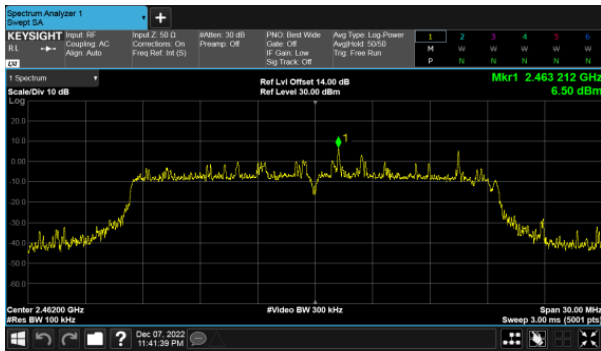 Spectrum Analyzer 1
Swept SA
+
KEYSIGHT
Input: RF
Coupling: AC
Align: Auto
Input Z: 50 Ω
Corrections: On
Freq Ref: Int (S)
#Atten: 30 dB
Preamp: Off
PNO: Best Wide
Gate: Off
IF Gain: Low
Sig Track: Off
Avg Type: Log-Power
Avg|Hold: 50/50
Trig: Free Run
1 2 3 4 5 6
M W W W W W
P N N N N N
R L
1 Spectrum
Scale/Div 10 dB
Ref Lvl Offset 14.00 dB
Ref Level 30.00 dBm
Mkr1 2.463 212 GHz
6.50 dBm
Log
20.0
10.0
0.00
-10.0
-20.0
-30.0
-40.0
-50.0
-60.0
1
Center 2.46200 GHz
#Res BW 100 kHz
#Video BW 300 kHz
Span 30.00 MHz
Sweep 3.00 ms (5001 pts)
?
Dec 07, 2022
11:41:39 PM